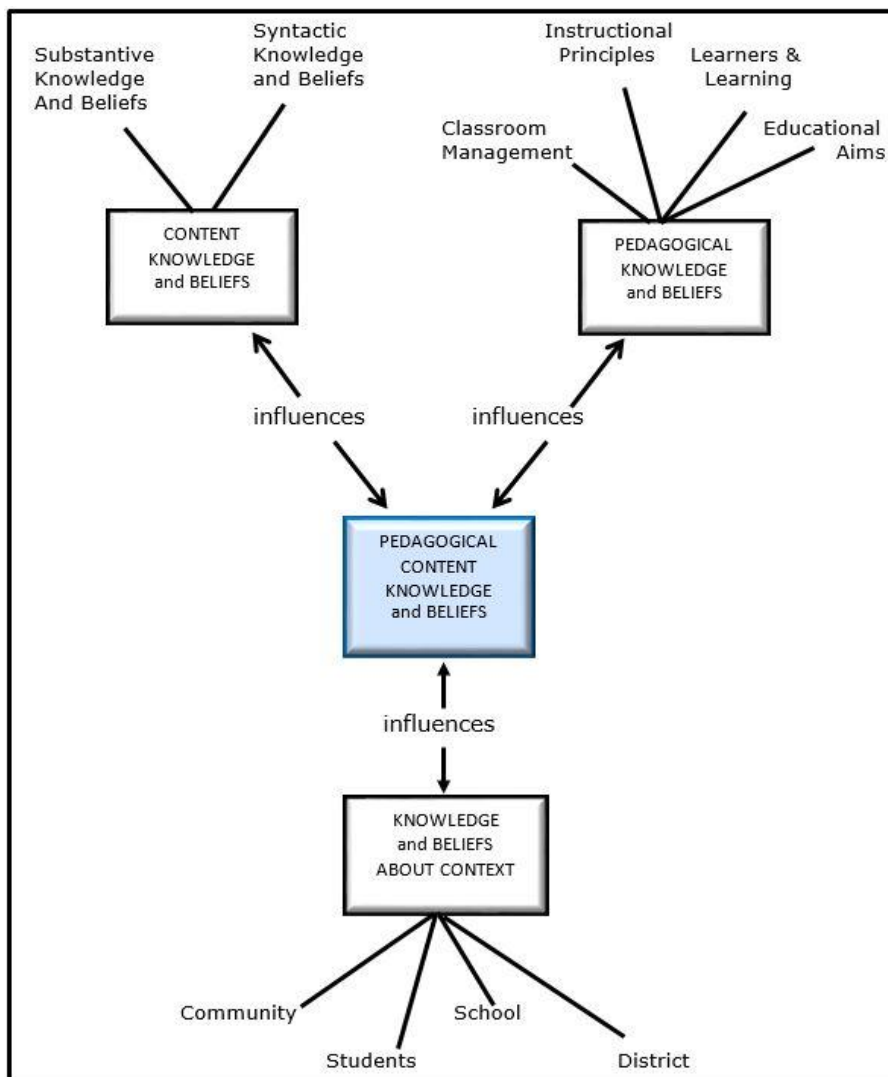 Substantive
Knowledge
And Beliefs
Syntactic
Knowledge
and Beliefs
Instructional
Principles
Learners &
Learning
Classroom
Management
Educational
Aims
CONTENT
KNOWLEDGE
and BELIEFS
PEDAGOGICAL
KNOWLEDGE
and BELIEFS
influences
influences
PEDAGOGICAL
CONTENT
KNOWLEDGE
and BELIEFS
influences
KNOWLEDGE
and BELIEFS
ABOUT CONTEXT
Community
School
Students
District